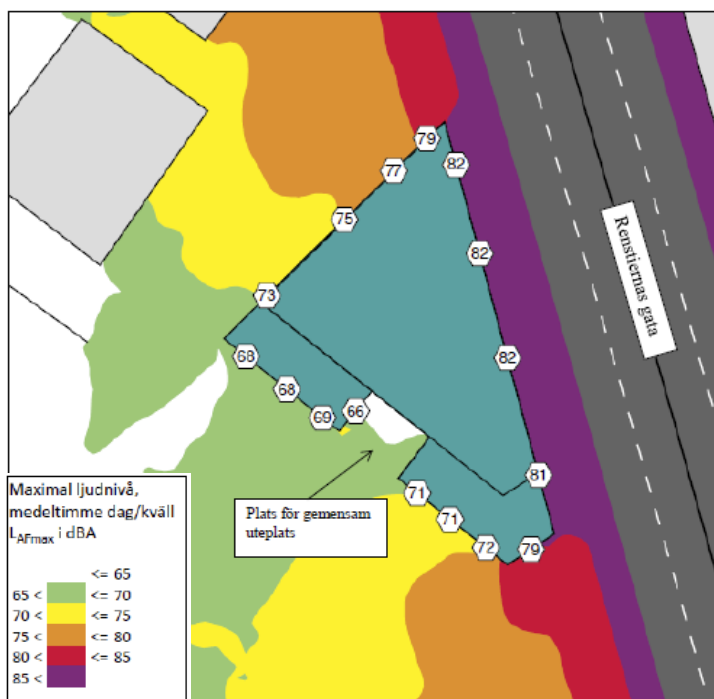 79
82
77
75
82
Renstiernas gata
73
68
82
68
69
66
81
71
71
72
79
Plats för gemensam
uteplats
Maximal ljudnivå,
medeltimme dag/kväll
LAFmax i dBA
<= 65
65 < <= 70
70 < <= 75
75 < <= 80
80 < <= 85
85 <